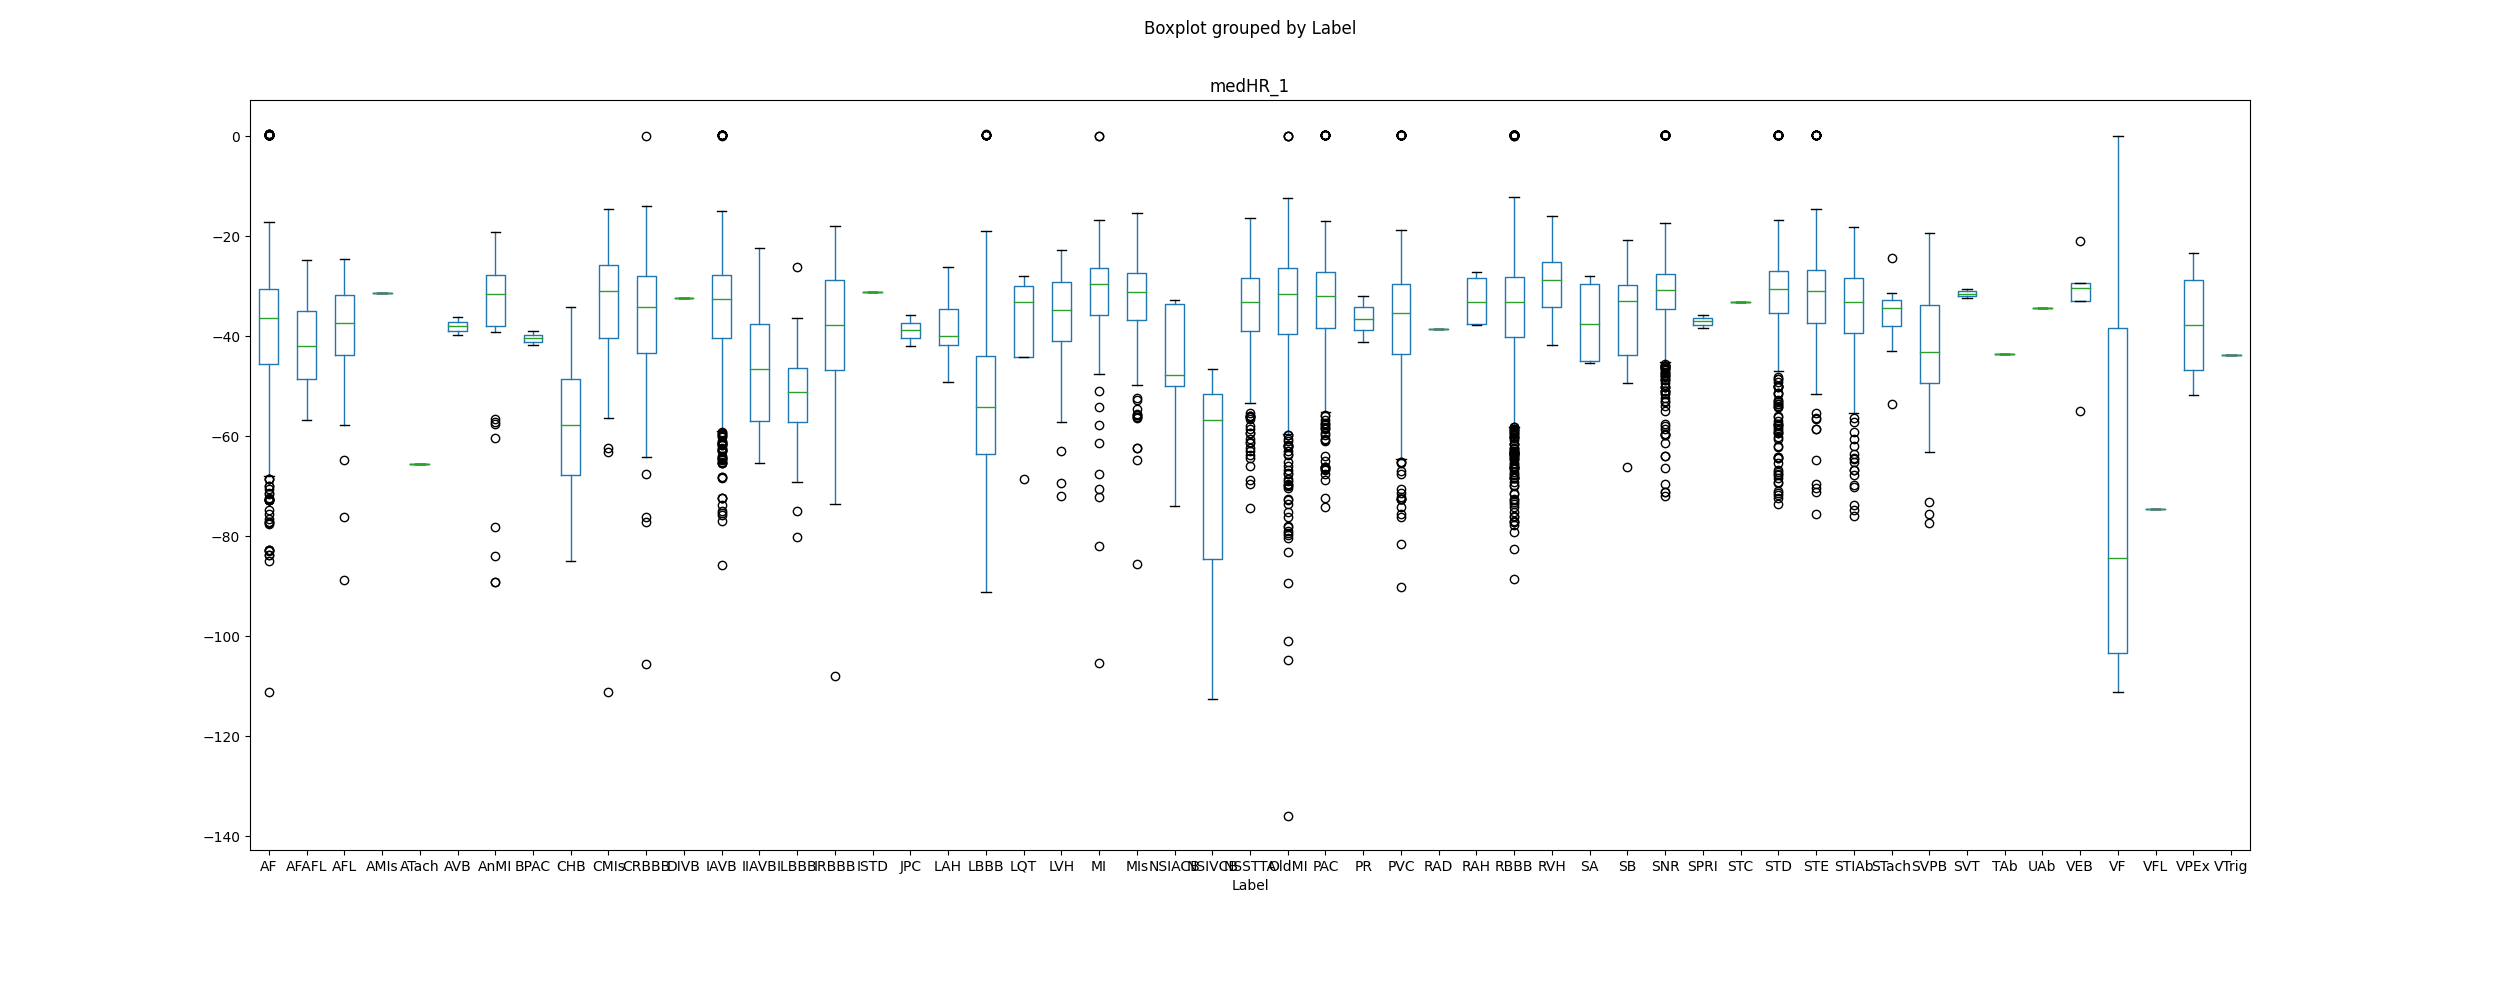 Boxplot grouped by Label
medHR_1
0
−20
−40
−60
−80
−100
−120
−140
AF AFAFL AFL AMIs ATach AVB AnMI BPAC CHB CMIs CRBBB DIVB IAVB IIAVB ILBBB IRBBB ISTD JPC LAH LBBB LQT LVH MI MIs NSIACB NSIVCB NSSTTA OldMI PAC PR PVC RAD RAH RBBB RVH SA SB SNR SPRI STC STD STE STIAb STach SVPB SVT TAb UAb VEB VF VFL VPEx VTrig
Label